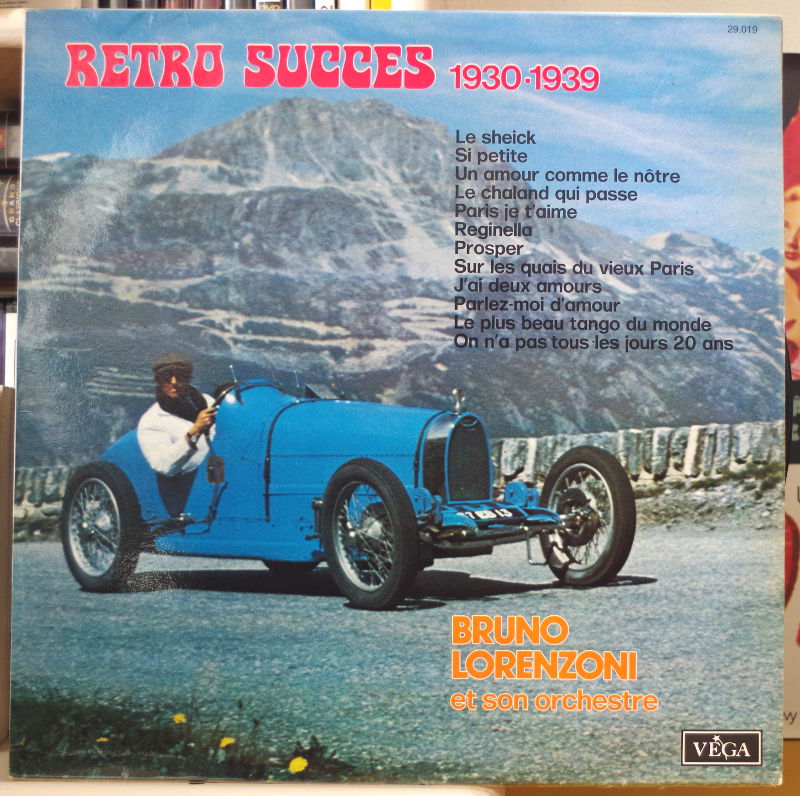 29.019
RETRO SUCCES 1930-1939
Le sheick
Si petite
Un amour comme le nôtre
Le chaland qui passe
Paris je t'aime
Reginella
Prosper
Sur les quais du vieux Paris
J'ai deux amours
Parlez-moi d'amour
Le plus beau tango du monde
On n'a pas tous les jours 20 ans
BRUNO
LORENZONI
et son orchestre
VEGA